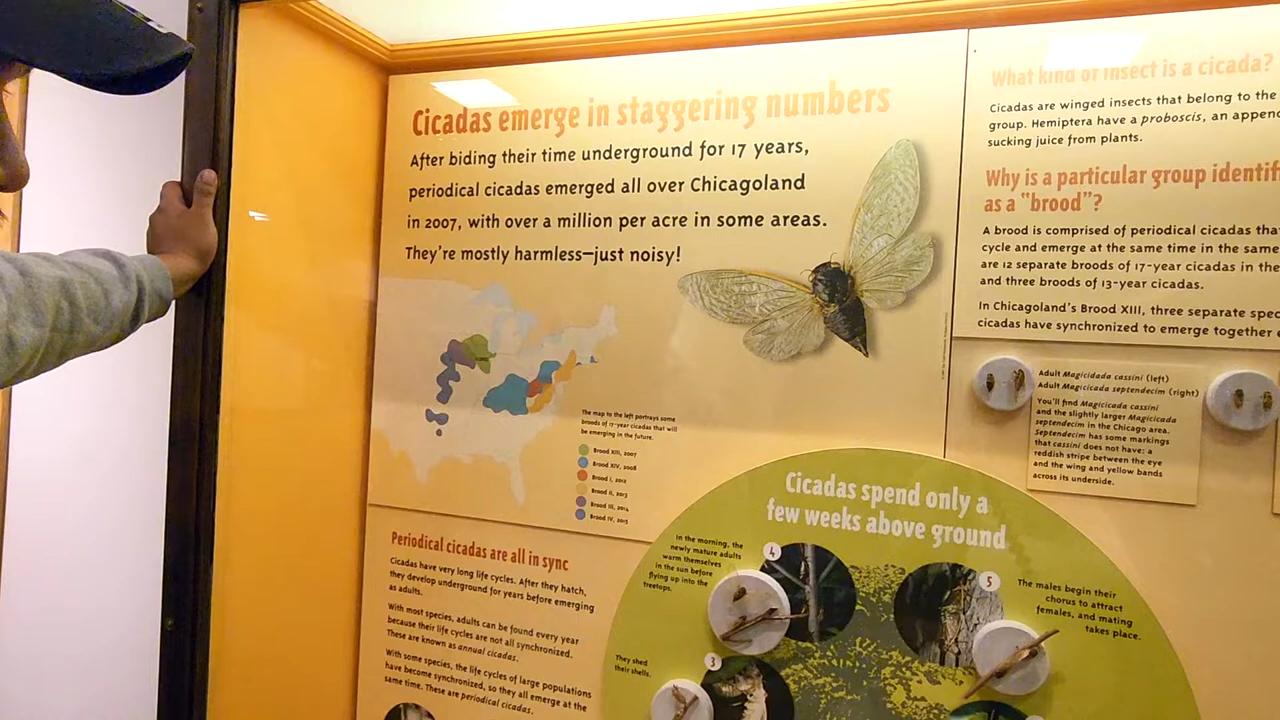 Cicadas emerge in staggering numbers
After biding their time underground for 17 years,
periodical cicadas emerged all over Chicagoland
in 2007, with over a million per acre in some areas.
They're mostly harmless—just noisy!
The map to the left portrays some
broods of 17-year cicadas that will
be emerging in the future.
Brood XIII, 2007
Brood XIV, 2008
Brood I, 2012
Brood II, 2013
Brood III, 2014
Brood IV, 2015
What kind of insect is a cicada?
Cicadas are winged insects that belong to the
group. Hemiptera have a proboscis, an
sucking juice from plants.
Why is a particular group
as a "brood"?
A brood is comprised of periodical cicadas
cycle and emerge at the same time in the same
are 12 separate broods of 17-year cicadas in the
and three broods of 13-year cicadas.
In Chicagoland's Brood XIII, three separate
cicadas have synchronized to emerge together
Adult Magicidada cassini (left)
Adult Magicicada septendecim (right)
You'll find Magicicada cassini
and the slightly larger Magicicada
septendecim in the Chicago area.
Septendecim has some markings
that cassini does not have: a
reddish stripe between the eye
and the wing and yellow bands
across its underside.
Periodical cicadas are all in sync
Cicadas have very long life cycles. After they hatch,
they develop underground for years before emerging
as adults.
With most species, adults can be found every year
because their life cycles are not all synchronized.
These are known as annual cicadas.
With some species, the life cycles of large populations
have become synchronized, so they all emerge at the
same time. These are periodical cicadas.
Cicadas spend only a
few weeks above ground
In the morning, the
newly mature adults
warm themselves
in the sun before
flying up into the
treetops.
4
5
The males begin their
chorus to attract
females, and mating
takes place.
They shed
their shells.
3